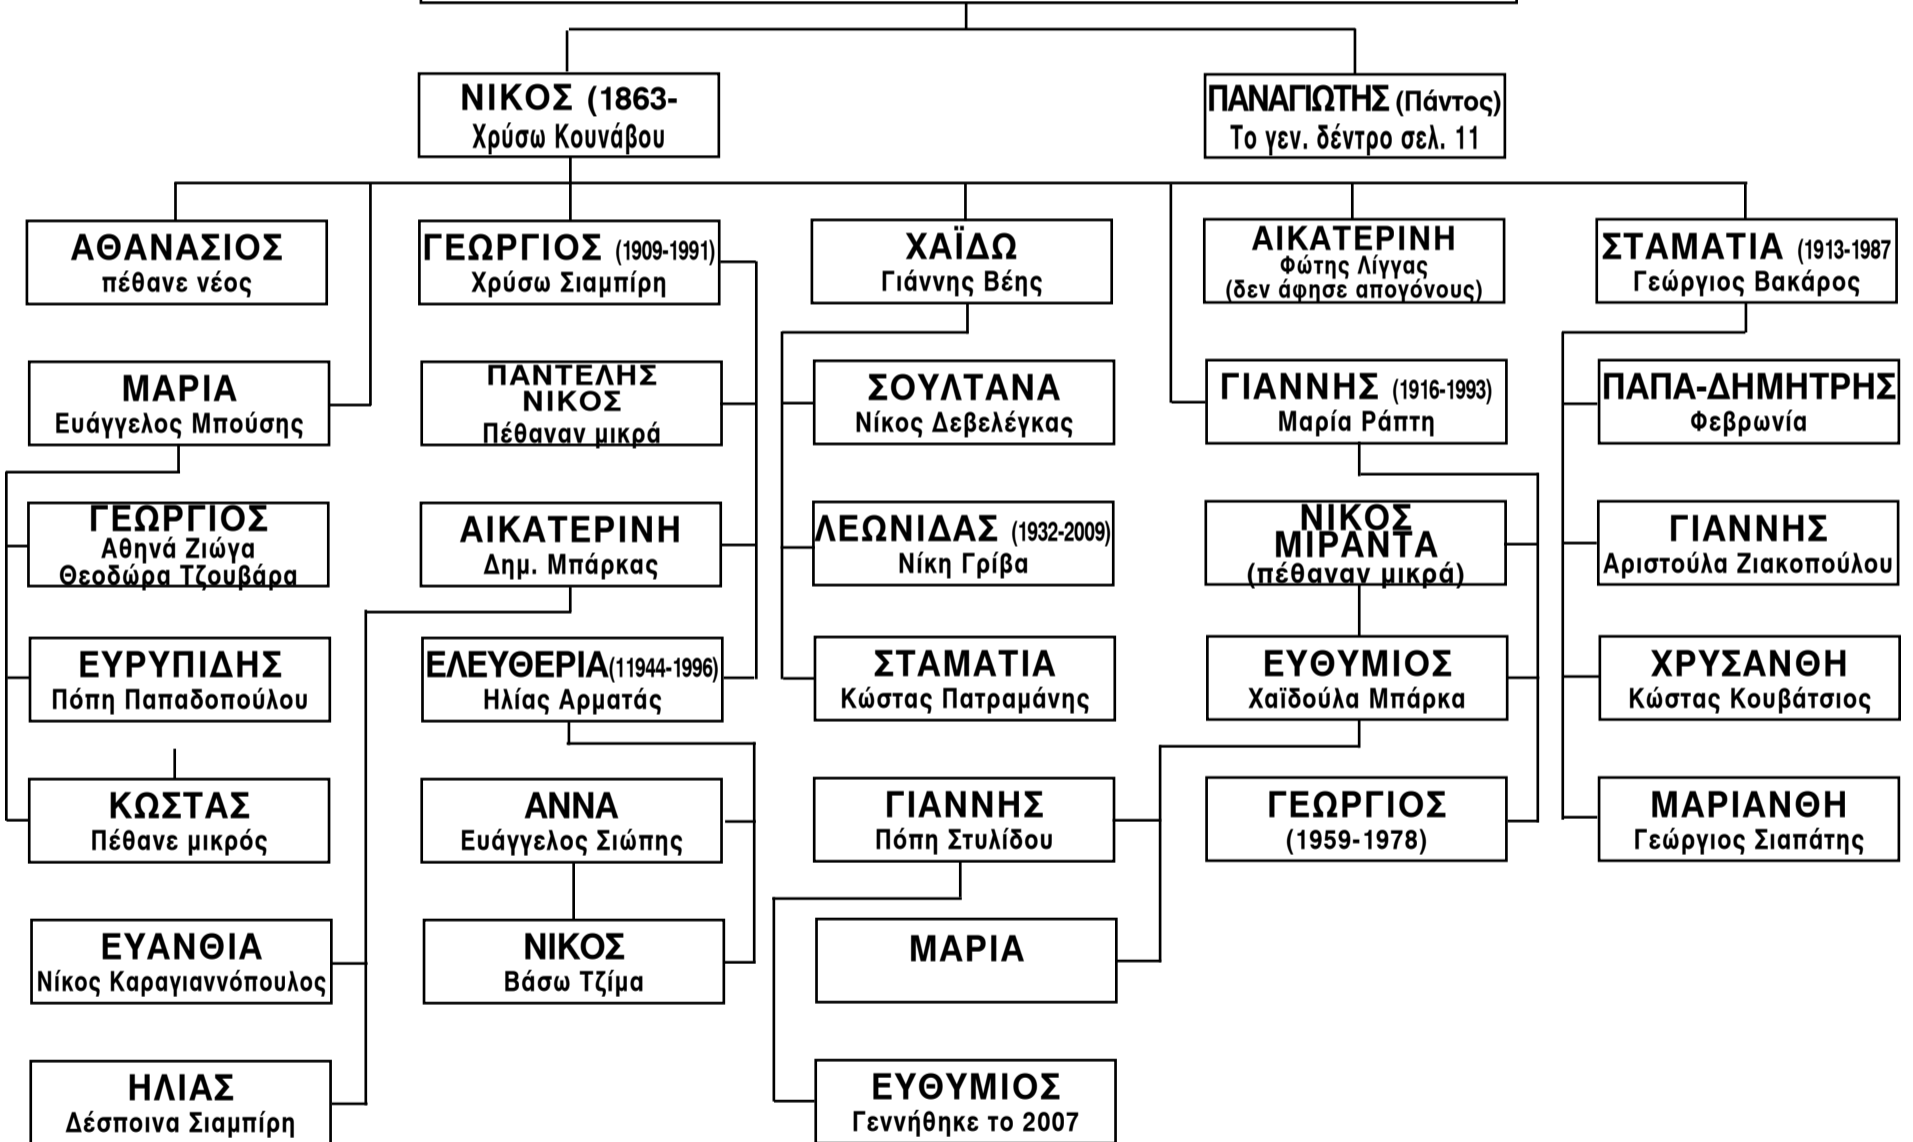 ΝΙΚΟΣ (1863-
Χρύσω Κουνάβου
ΠΑΝΑΓΙΩΤΗΣ (Πάντος)
Το γεν. δέντρο σελ. 11
ΑΘΑΝΑΣΙΟΣ
πέθανε νέος
ΓΕΩΡΓΙΟΣ (1909-1991)
Χρύσω Σιαμπίρη
ΧΑΪΔΩ
Γιάννης Βέης
ΑΙΚΑΤΕΡΙΝΗ
Φώτης Λίγγας
(δεν άφησε απογόνους)
ΣΤΑΜΑΤΙΑ (1913-1987
Γεώργιος Βακάρος
ΜΑΡΙΑ
Ευάγγελος Μπούσης
ΠΑΝΤΕΛΗΣ
ΝΙΚΟΣ
Πέθαναν μικρά
ΣΟΥΛΤΑΝΑ
Νίκος Δεβελέγκας
ΓΙΑΝΝΗΣ (1916-1993)
Μαρία Ράπτη
ΠΑΠΑ-ΔΗΜΗΤΡΗΣ
Φεβρωνία
ΓΕΩΡΓΙΟΣ
Αθηνά Ζιώγα
Θεοδώρα Τζουβάρα
ΑΙΚΑΤΕΡΙΝΗ
Δημ. Μπάρκας
ΛΕΩΝΙΔΑΣ (1932-2009)
Νίκη Γρίβα
ΝΙΚΟΣ
ΜΙΡΑΝΤΑ
(πέθαναν μικρά)
ΓΙΑΝΝΗΣ
Αριστούλα Ζιακοπούλου
ΕΥΡΥΠΙΔΗΣ
Πόπη Παπαδοπούλου
ΕΛΕΥΘΕΡΙΑ(11944-1996)
Ηλίας Αρματάς
ΣΤΑΜΑΤΙΑ
Κώστας Πατραμάνης
ΕΥΘΥΜΙΟΣ
Χαϊδούλα Μπάρκα
ΧΡΥΣΑΝΘΗ
Κώστας Κουβάτσιος
ΚΩΣΤΑΣ
Πέθανε μικρός
ΑΝΝΑ
Ευάγγελος Σιώπης
ΓΙΑΝΝΗΣ
Πόπη Στυλίδου
ΓΕΩΡΓΙΟΣ
(1959-1978)
ΜΑΡΙΑΝΘΗ
Γεώργιος Σιαπάτης
ΕΥΑΝΘΙΑ
Νίκος Καραγιαννόπουλος
ΝΙΚΟΣ
Βάσω Τζίμα
ΜΑΡΙΑ
ΗΛΙΑΣ
Δέσποινα Σιαμπίρη
ΕΥΘΥΜΙΟΣ
Γεννήθηκε το 2007